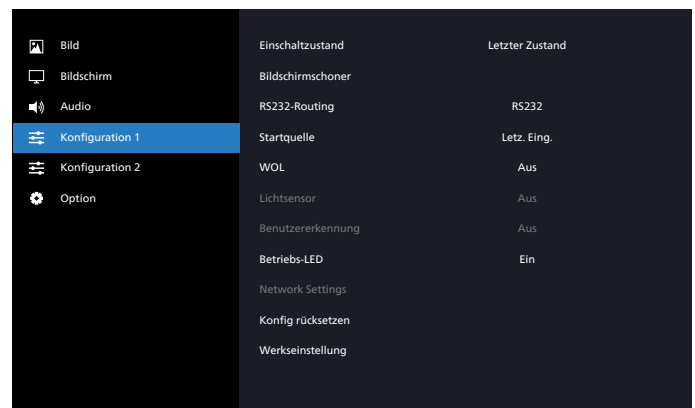 Bild
Bildschirm
Audio
Konfiguration 1
Konfiguration 2
Option
Einschaltzustand Letzter Zustand
Bildschirmschoner
RS232-Routing RS232
Startquelle Letz. Eing.
WOL Aus
Lichtsensor Aus
Benutzererkennung Aus
Betriebs-LED Ein
Network Settings
Konfig rücksetzen
Werkseinstellung